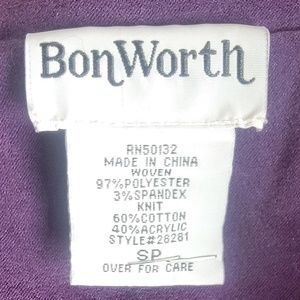 BonWorth
RN50132
MADE IN CHINA
WOVEN
97%POLYESTER
3%SPANDEX
KNIT
60%COTTON
40%ACRYLIC
STYLE#28281
SP
OVER FOR CARE